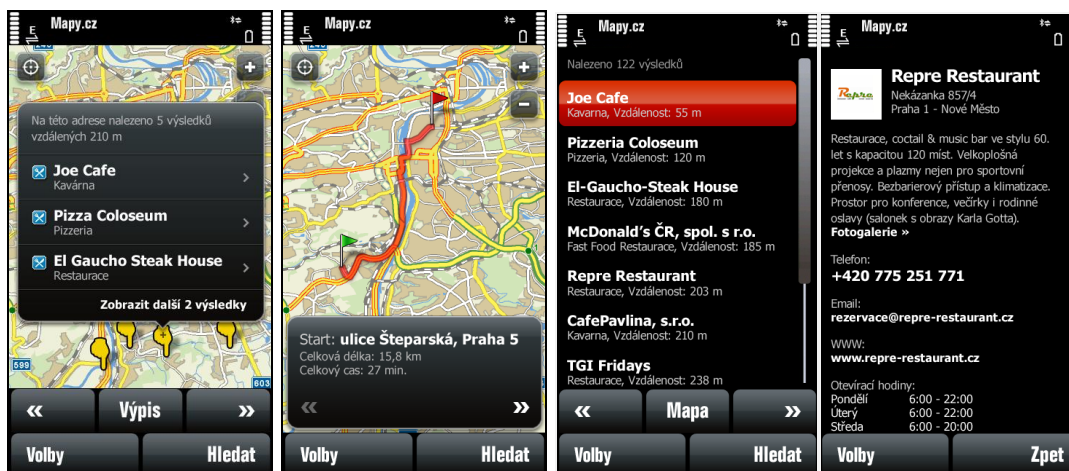 E
Mapy.cz
Na této adrese nalezeno 5 výsledků
vzdálených 210 m
Joe Cafe
Kavárna
Pizza Coloseum
Pizzeria
El Gaucho Steak House
Restaurace
Zobrazit další 2 výsledky
599
603
«
Výpis
»
Volby
Hledat
E
Mapy.cz
Start: ulice Šteparská, Praha 5
Celková délka: 15,8 km
Celkový cas: 27 min.
«
»
Volby
Hledat
E
Mapy.cz
Nalezeno 122 výsledků
Joe Cafe
Kavarna, Vzdálenost: 55 m
Pizzeria Coloseum
Pizzeria, Vzdálenost: 120 m
El-Gaucho-Steak House
Restaurace, Vzdálenost: 180 m
McDonald's ČR, spol. s r.o.
Fast Food Restaurace, Vzdálenost: 185 m
Repre Restaurant
Restaurace, Vzdálenost: 203 m
CafePavlina, s.r.o.
Kavarna, Vzdálenost: 210 m
TGI Fridays
Restaurace, Vzdálenost: 238 m
«
Mapa
»
Volby
Hledat
E
Mapy.cz
Repre
Repre Restaurant
Nekázanka 857/4
Praha 1 - Nové Město
Restaurace, coctail & music bar ve stylu 60.
let s kapacitou 120 míst. Velkoplošná
projekce a plazmy nejen pro sportovní
přenosy. Bezbarierový přístup a klimatizace.
Prostor pro konference, večírky i rodinné
oslavy (salonek s obrazy Karla Gotta).
Fotogalerie »
Telefon:
+420 775 251 771
Email:
rezervace@repre-restaurant.cz
WWW:
www.repre-restaurant.cz
Otevírací hodiny:
Pondělí 6:00 - 22:00
Úterý 6:00 - 22:00
Středa 6:00 - 20:00
Volby
Zpet